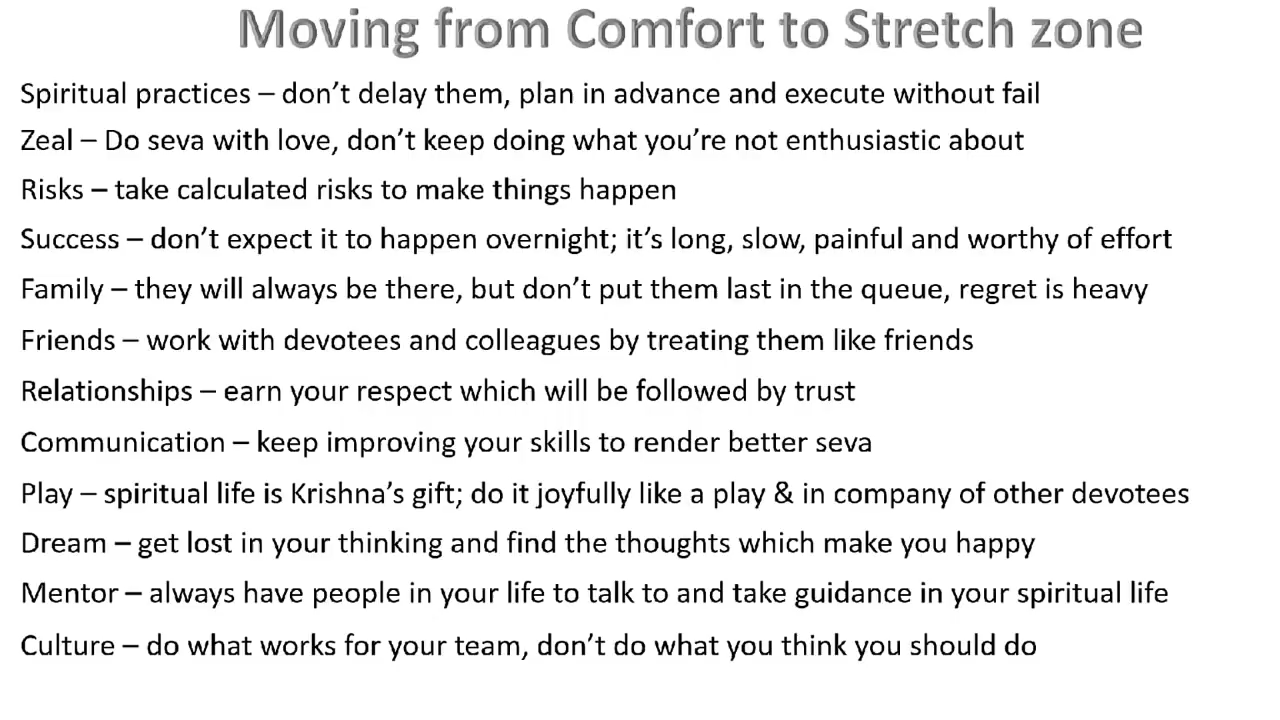 Moving from Comfort to Stretch zone
Spiritual practices – don’t delay them, plan in advance and execute without fail
Zeal – Do seva with love, don’t keep doing what you’re not enthusiastic about
Risks – take calculated risks to make things happen
Success – don’t expect it to happen overnight; it’s long, slow, painful and worthy of effort
Family – they will always be there, but don’t put them last in the queue, regret is heavy
Friends – work with devotees and colleagues by treating them like friends
Relationships – earn your respect which will be followed by trust
Communication – keep improving your skills to render better seva
Play – spiritual life is Krishna’s gift; do it joyfully like a play & in company of other devotees
Dream – get lost in your thinking and find the thoughts which make you happy
Mentor – always have people in your life to talk to and take guidance in your spiritual life
Culture – do what works for your team, don’t do what you think you should do